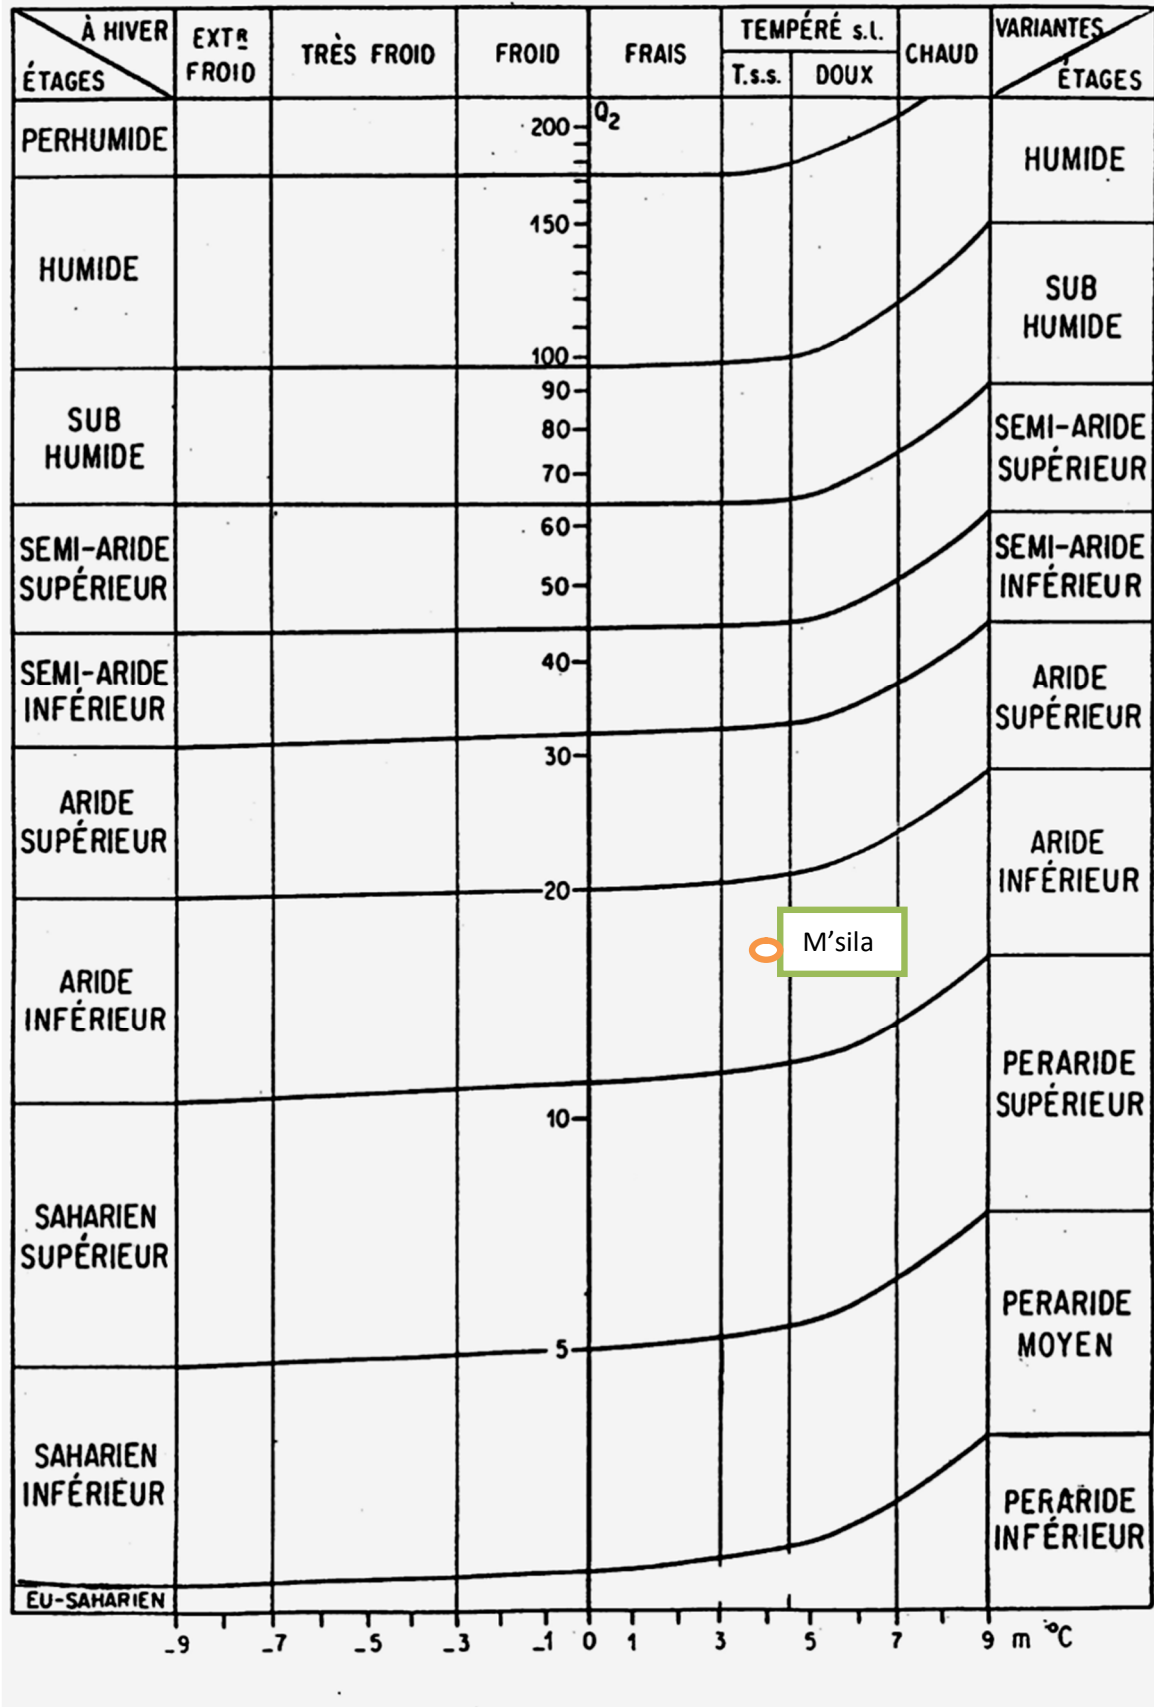 À HIVER
ÉTAGES
EXTR
FROID
TRÈS FROID
FROID
FRAIS
TEMPÉRÉ s.l.
T.s.s.
DOUX
CHAUD
VARIANTES
ÉTAGES
PERHUMIDE
HUMIDE
SUB
HUMIDE
SEMI-ARIDE
SUPÉRIEUR
SEMI-ARIDE
INFÉRIEUR
ARIDE
SUPÉRIEUR
ARIDE
INFÉRIEUR
SAHARIEN
SUPÉRIEUR
SAHARIEN
INFÉRIEUR
EU-SAHARIEN
Q2
200
150
100
90
80
70
60
50
40
30
20
10
5
M'sila
HUMIDE
SUB
HUMIDE
SEMI-ARIDE
SUPÉRIEUR
SEMI-ARIDE
INFÉRIEUR
ARIDE
SUPÉRIEUR
ARIDE
INFÉRIEUR
PERARIDE
SUPÉRIEUR
PERARIDE
MOYEN
PERARIDE
INFÉRIEUR
-9 -7 -5 -3 -1 0 1 3 5 7 9 m °C